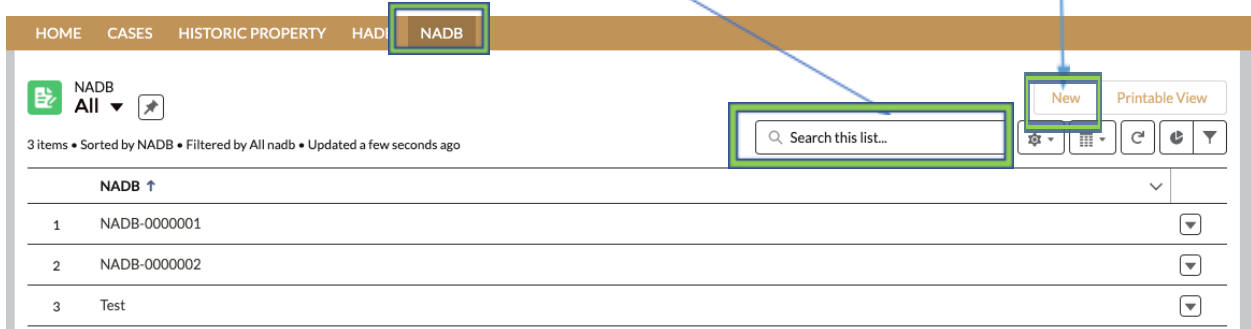 HOME CASES HISTORIC PROPERTY NADB
NADB
All
New Printable View
3 items • Sorted by NADB • Filtered by All nadb • Updated a few seconds ago
Search this list...
NADB ↑
1 NADB-0000001
2 NADB-0000002
3 Test